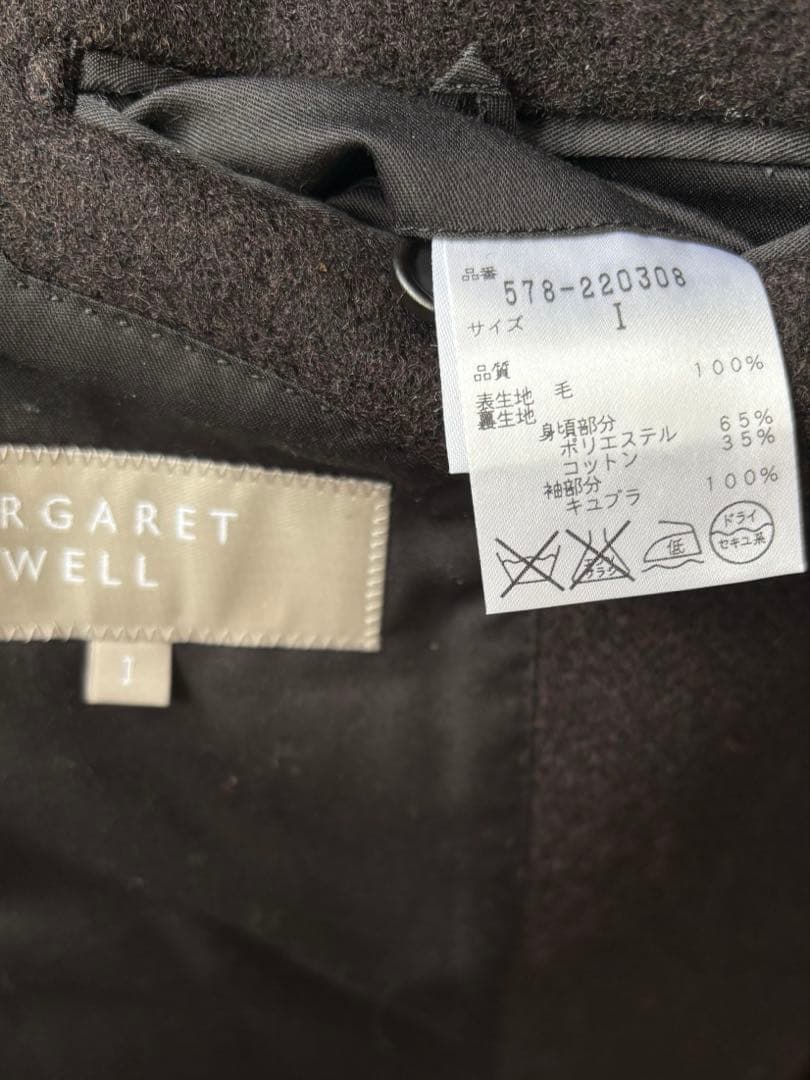 品番 578-220308
サイズ I
品質
表生地 毛 100%
裏生地
身頃部分
ポリエステル 65%
コットン 35%
袖部分
キュプラ 100%
低
ドライ
セキユ系
RGARET
WELL
I